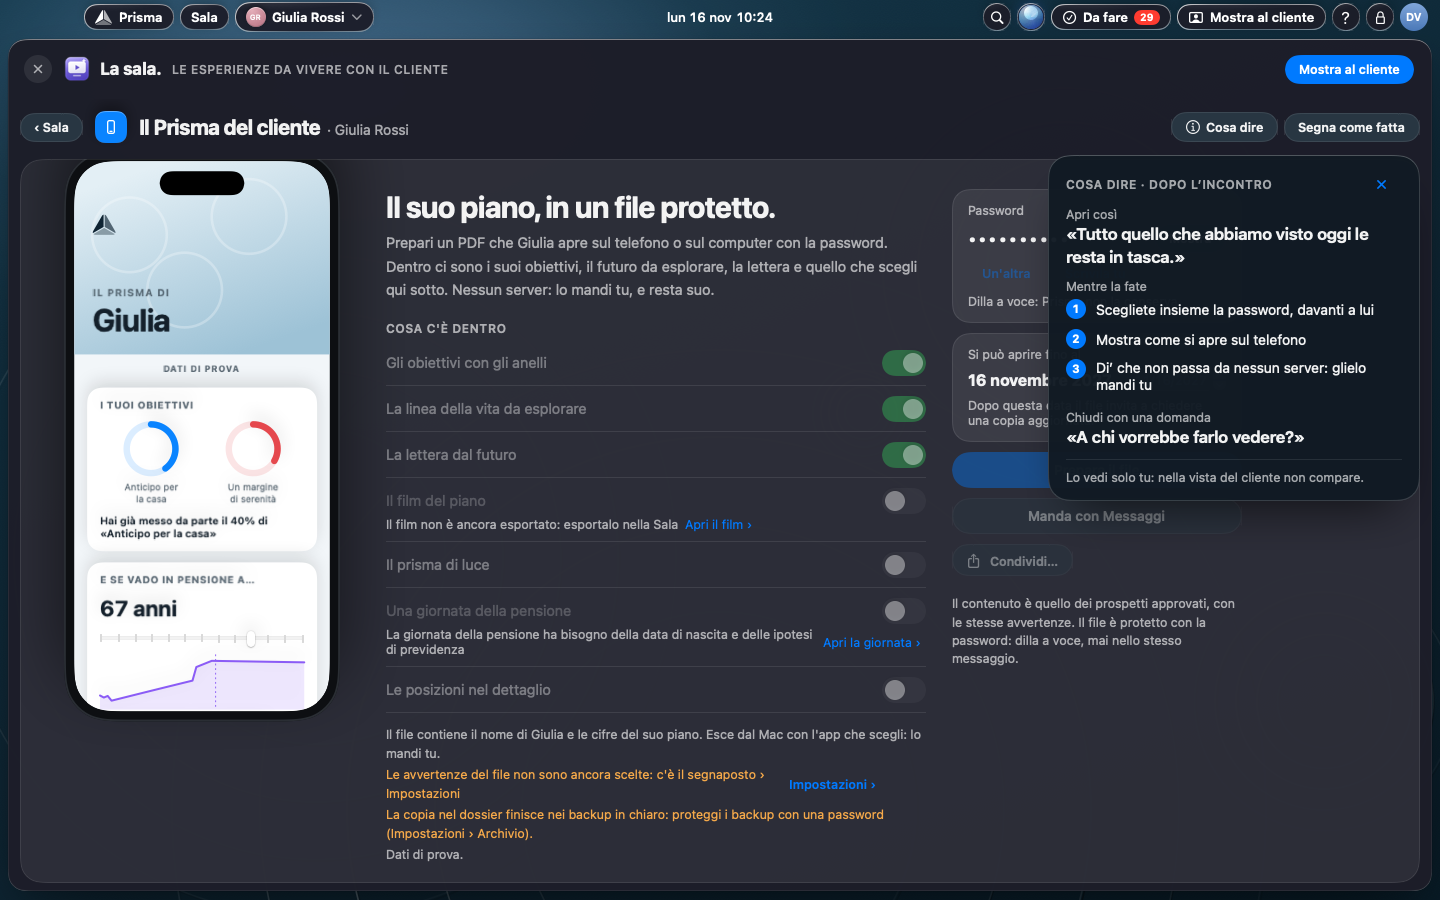 Prisma
Sala
GR
Giulia Rossi
lun 16 nov 10:24
Da fare 29
Mostra al cliente
?
DV
La sala. LE ESPERIENZE DA VIVERE CON IL CLIENTE
Mostra al cliente
‹ Sala
Il Prisma del cliente · Giulia Rossi
Cosa dire
Segna come fatta
IL PRISMA DI
Giulia
DATI DI PROVA
I TUOI OBIETTIVI
Anticipo per
la casa
Un margine
di serenità
Hai già messo da parte il 40% di
«Anticipo per la casa»
E SE VADO IN PENSIONE A...
67 anni
Il suo piano, in un file protetto.
Prepari un PDF che Giulia apre sul telefono o sul computer con la password.
Dentro ci sono i suoi obiettivi, il futuro da esplorare, la lettera e quello che scegli
qui sotto. Nessun server: lo mandi tu, e resta suo.
COSA C'È DENTRO
Gli obiettivi con gli anelli
La linea della vita da esplorare
La lettera dal futuro
Il film del piano
Il film non è ancora esportato: esportalo nella Sala Apri il film ›
Il prisma di luce
Una giornata della pensione
La giornata della pensione ha bisogno della data di nascita e delle ipotesi
di previdenza
Apri la giornata ›
Le posizioni nel dettaglio
Il file contiene il nome di Giulia e le cifre del suo piano. Esce dal Mac con l'app che scegli: lo
mandi tu.
Le avvertenze del file non sono ancora scelte: c'è il segnaposto ›
Impostazioni
Impostazioni ›
La copia nel dossier finisce nei backup in chiaro: proteggi i backup con una password
(Impostazioni › Archivio).
Dati di prova.
Password
Un'altra
Dilla a voce:
Si può aprire
16 novembre
Dopo questa
una copia
Manda con Messaggi
Condividi...
Il contenuto è quello dei prospetti approvati, con
le stesse avvertenze. Il file è protetto con la
password: dilla a voce, mai nello stesso
messaggio.
COSA DIRE · DOPO L'INCONTRO
Apri così
«Tutto quello che abbiamo visto oggi le
resta in tasca.»
Mentre la fate
1 Scegliete insieme la password, davanti a lui
2 Mostra come si apre sul telefono
3 Di' che non passa da nessun server: glielo
mandi tu
Chiudi con una domanda
«A chi vorrebbe farlo vedere?»
Lo vedi solo tu: nella vista del cliente non compare.